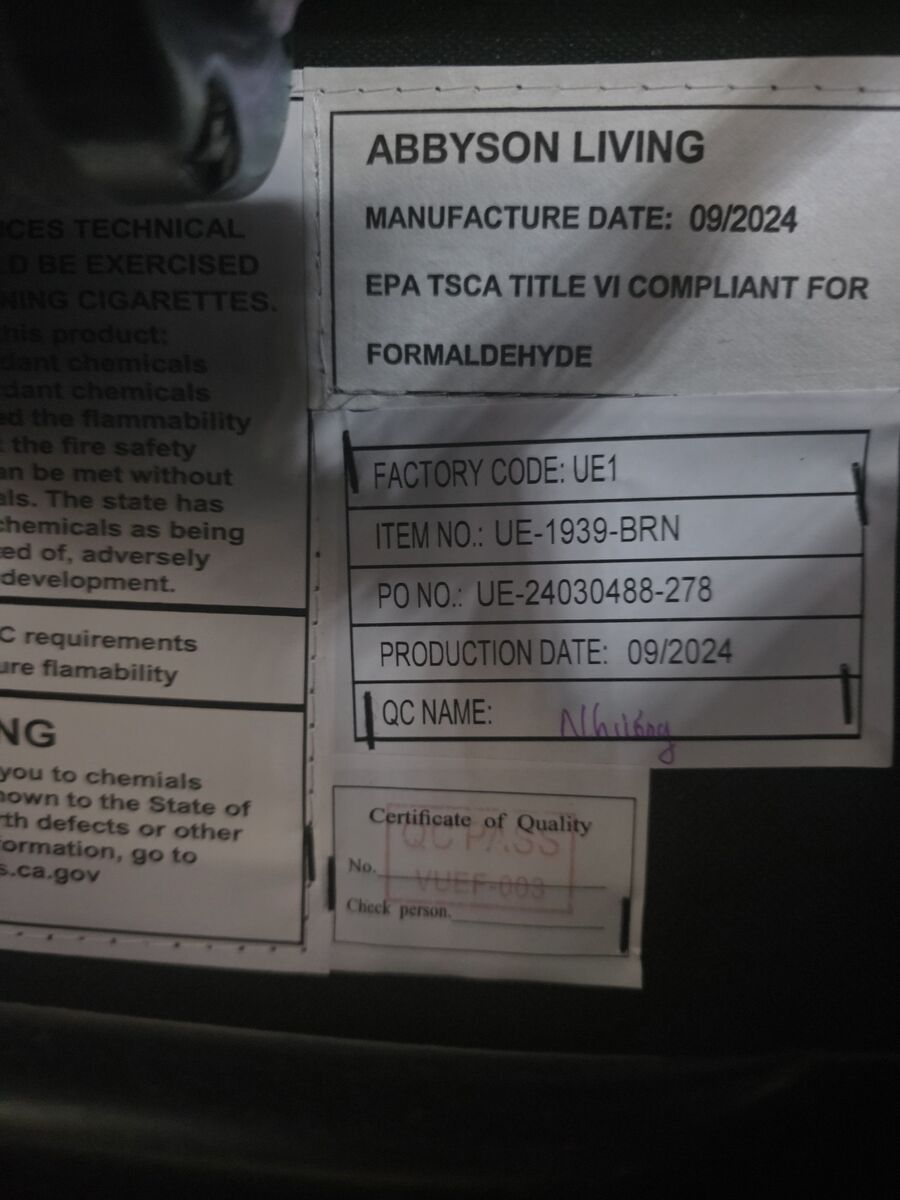 CES TECHNICAL
D BE EXERCISED
NING CIGARETTES.
this product:
dant chemicals
dant chemicals
ed the flammability
the fire safety
an be met without
als. The state has
chemicals as being
ed of, adversely
development.
C requirements
ure flamability
NG
you to chemials
nown to the State of
rth defects or other
formation, go to
s.ca.gov
ABBYSON LIVING
MANUFACTURE DATE: 09/2024
EPA TSCA TITLE VI COMPLIANT FOR
FORMALDEHYDE
FACTORY CODE: UE1
ITEM NO.: UE-1939-BRN
PO NO.: UE-24030488-278
PRODUCTION DATE: 09/2024
QC NAME:
Certificate of Quality
QC PASS
No.
VUEF-003
Check person.